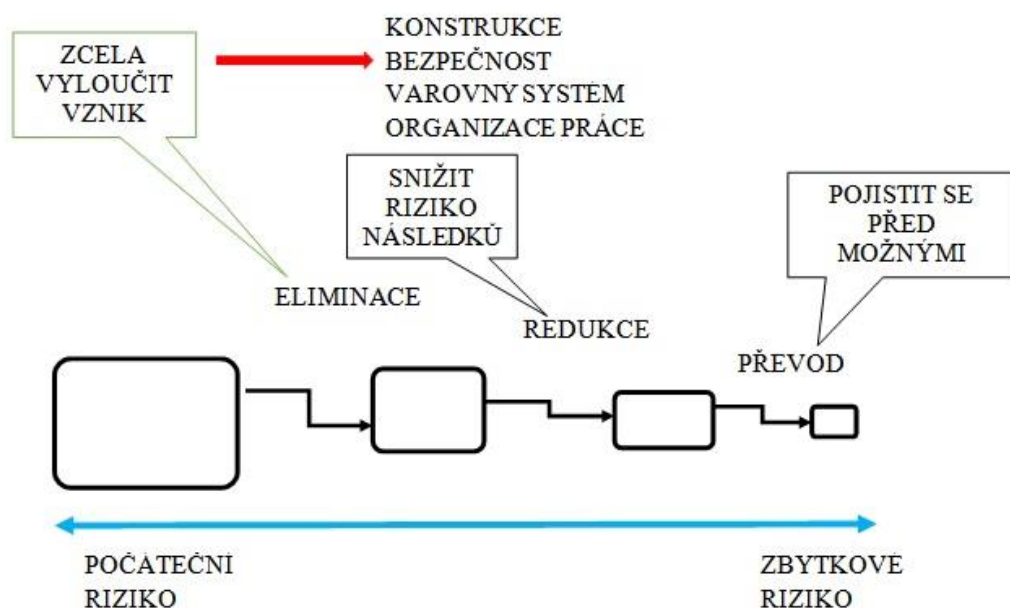 ZCELA
VYLOUČIT
VZNIK
KONSTRUKCE
BEZPEČNOST
VAROVNÝ SYSTÉM
ORGANIZACE PRÁCE
SNIŽIT
RIZIKO
NÁSLEDKŮ
POJISTIT SE
PŘED
MOŽNÝMI
ELIMINACE
REDUKCE
PŘEVOD
POČÁTEČNÍ
RIZIKO
ZBYTKOVÉ
RIZIKO